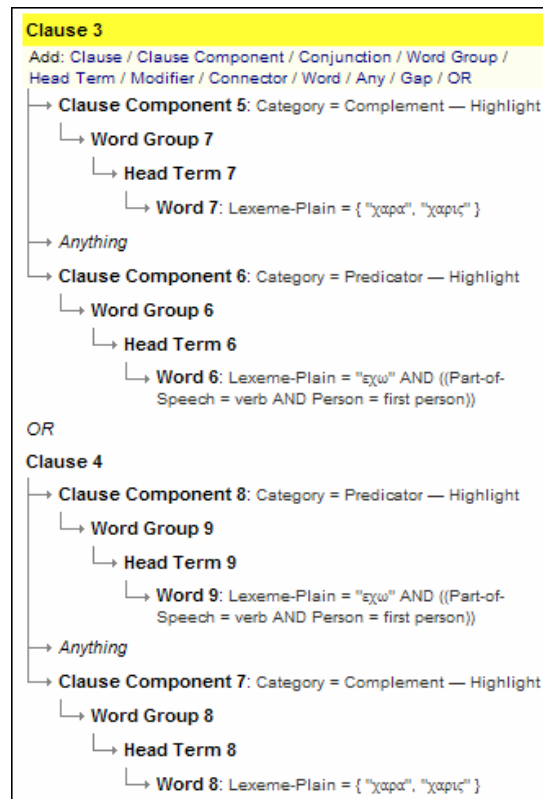 Clause 3
Add: Clause / Clause Component / Conjunction / Word Group /
Head Term / Modifier / Connector / Word / Any / Gap / OR
Clause Component 5: Category = Complement — Highlight
Word Group 7
Head Term 7
Word 7: Lexeme-Plain = { "χαρα", "χαρις" }
Anything
Clause Component 6: Category = Predicator — Highlight
Word Group 6
Head Term 6
Word 6: Lexeme-Plain = "εχω" AND ((Part-of-
Speech = verb AND Person = first person))
OR
Clause 4
Clause Component 8: Category = Predicator — Highlight
Word Group 9
Head Term 9
Word 9: Lexeme-Plain = "εχω" AND ((Part-of-
Speech = verb AND Person = first person))
Anything
Clause Component 7: Category = Complement — Highlight
Word Group 8
Head Term 8
Word 8: Lexeme-Plain = { "χαρα", "χαρις" }